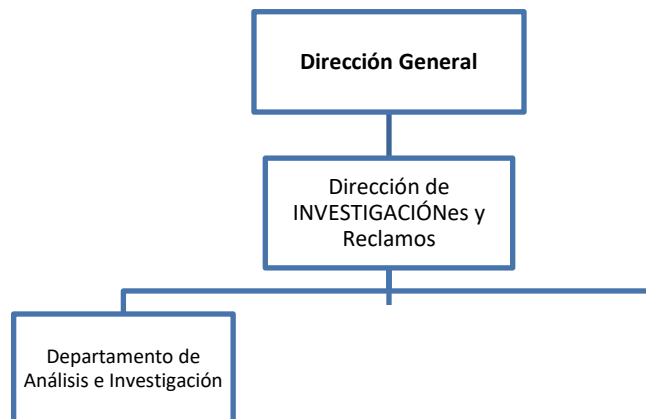 Dirección General
Dirección de
INVESTIGACIÓNes y
Reclamos
Departamento de
Análisis e Investigación